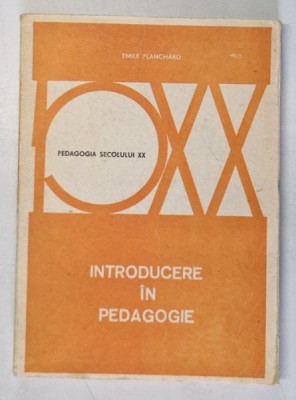 EMILE PLANCHARD
PEDAGOGIA SECOLULUI XX
XX
INTRODUCERE
ÎN
PEDAGOGIE